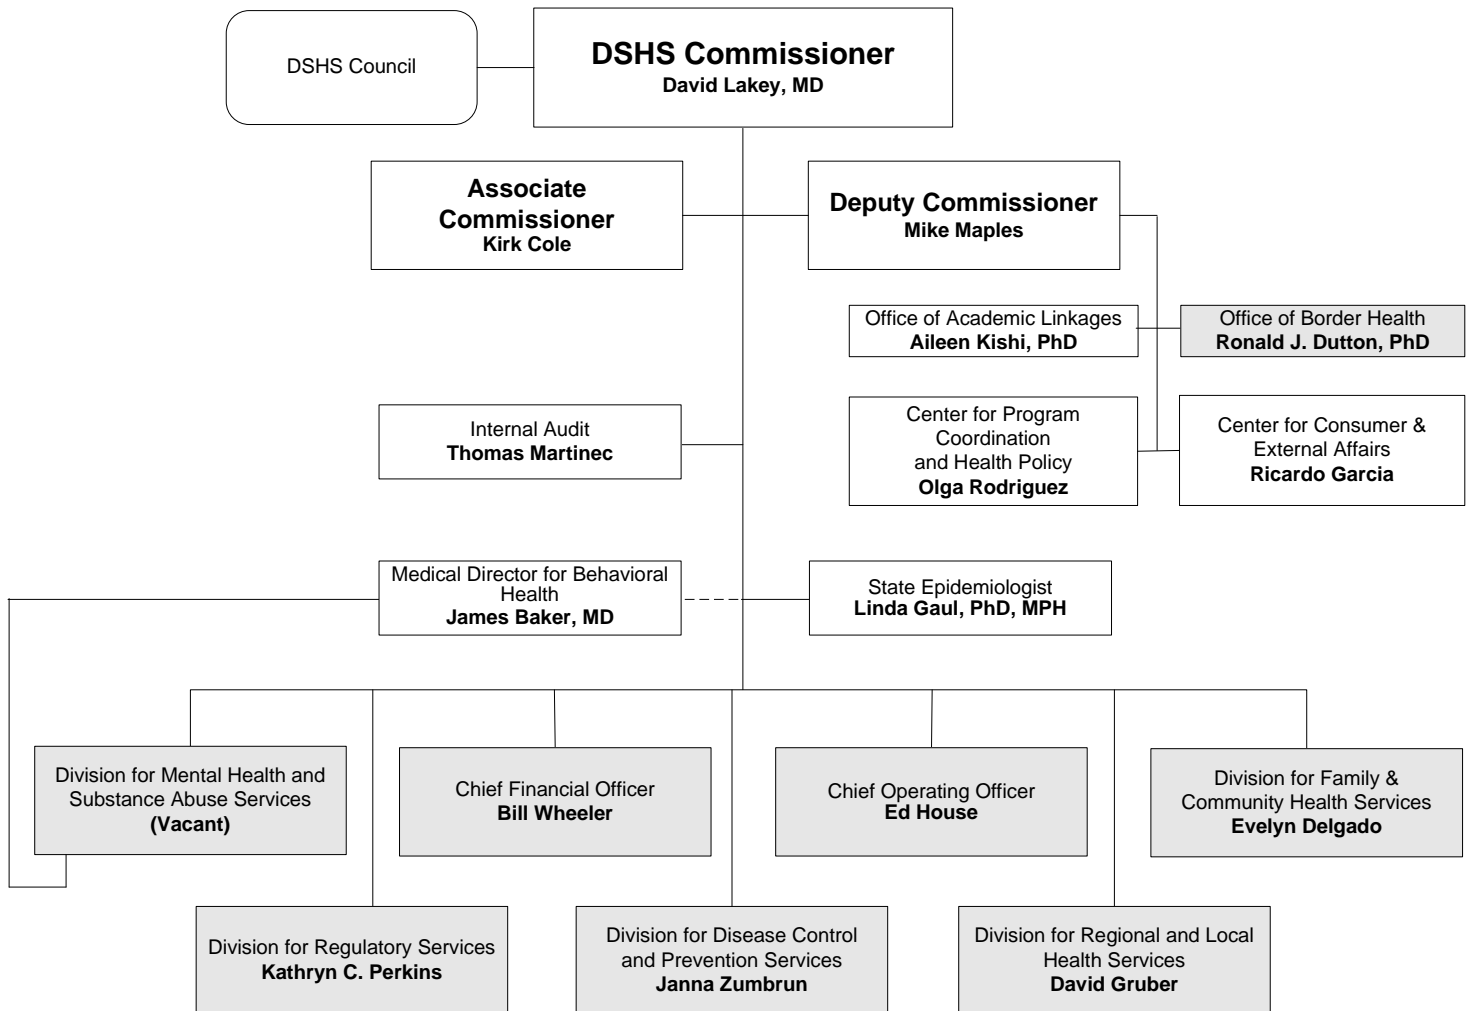 DSHS Council
DSHS Commissioner
David Lakey, MD
Associate
Commissioner
Kirk Cole
Deputy Commissioner
Mike Maples
Office of Academic Linkages
Aileen Kishi, PhD
Office of Border Health
Ronald J. Dutton, PhD
Internal Audit
Thomas Martinec
Center for Program
Coordination
and Health Policy
Olga Rodriguez
Center for Consumer &
External Affairs
Ricardo Garcia
Medical Director for Behavioral
Health
James Baker, MD
State Epidemiologist
Linda Gaul, PhD, MPH
Division for Mental Health and
Substance Abuse Services
(Vacant)
Chief Financial Officer
Bill Wheeler
Chief Operating Officer
Ed House
Division for Family &
Community Health Services
Evelyn Delgado
Division for Regulatory Services
Kathryn C. Perkins
Division for Disease Control
and Prevention Services
Janna Zumbrun
Division for Regional and Local
Health Services
David Gruber